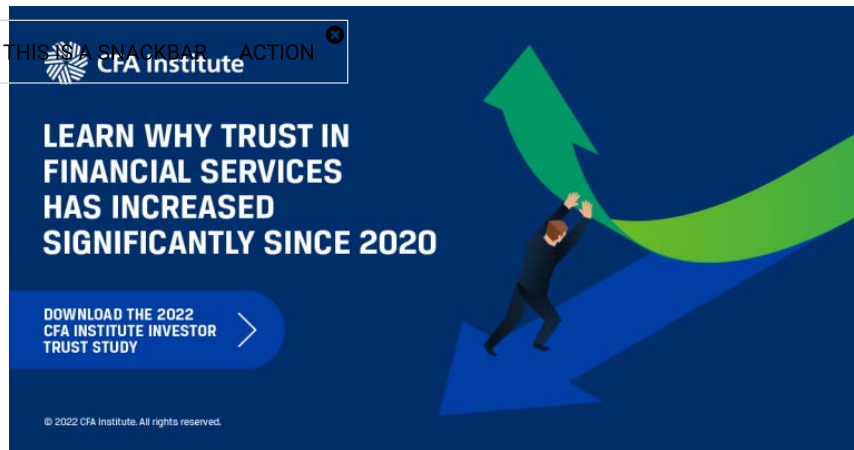 THIS IS A SNACKBAR ACTION
CFA Institute
LEARN WHY TRUST IN
FINANCIAL SERVICES
HAS INCREASED
SIGNIFICANTLY SINCE 2020
DOWNLOAD THE 2022
CFA INSTITUTE INVESTOR
TRUST STUDY
© 2022 CFA Institute. All rights reserved.